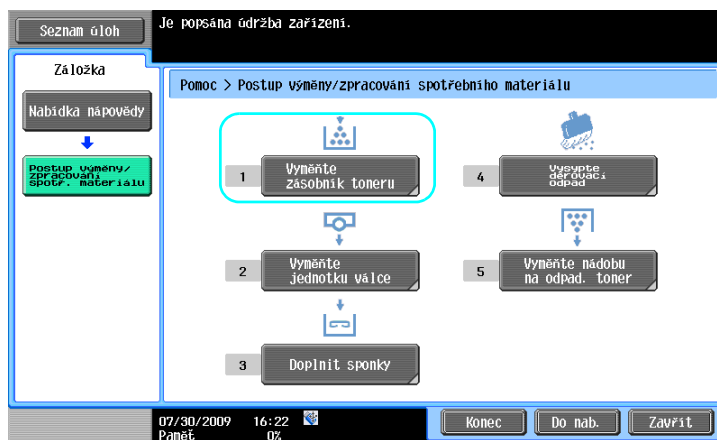 Seznam úloh
Je popsána údržba zařízení.
Záložka
Nabídka nápovědy
Postup výměny/
zpracování
spotř. materiálu
Pomoc > Postup výměny/zpracování spotřebního materiálu
1
Vyměňte
zásobník toneru
2
Vyměňte
jednotku válce
3
Doplnit sponky
4
Vysypte
děrovací
odpad
5
Vyměňte nádobu
na odpad. toner
07/30/2009 16:22
Paměť 0%
Konec
Do nab.
Zavřít